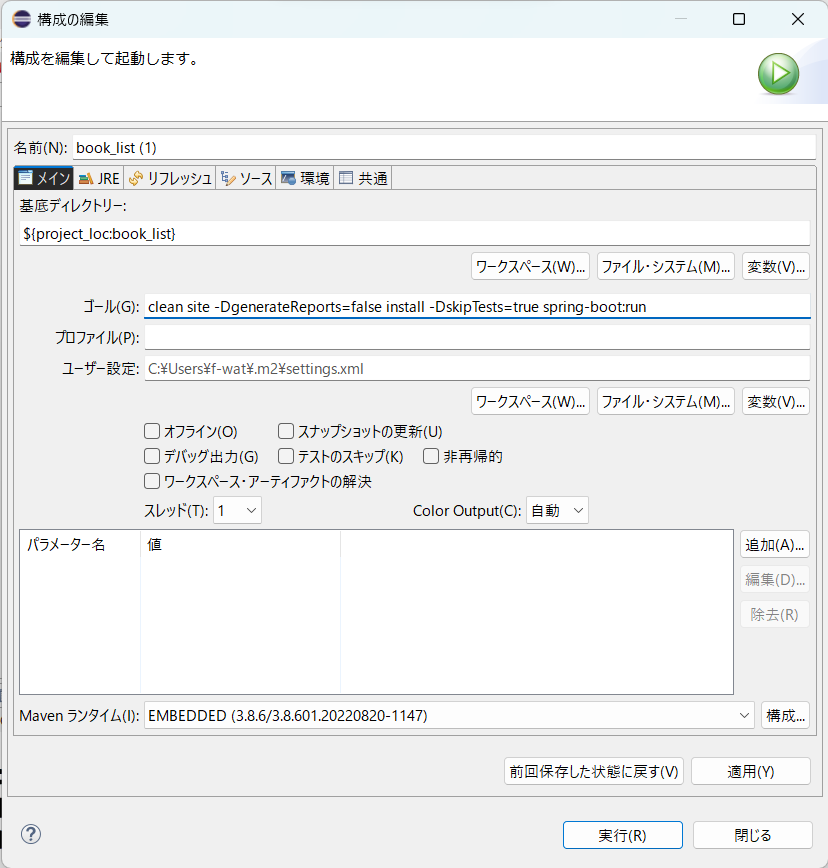 構成の編集
構成を編集して起動します。
名前(N): book_list (1)
メイン JRE リフレッシュ ソース 環境 共通
基底ディレクトリー:
${project_loc:book_list}
ワークスペース(W)... ファイル・システム(M)... 変数(V)...
ゴール(G): clean site -DgenerateReports=false install -DskipTests=true spring-boot:run
プロファイル(P):
ユーザー設定: C:¥Users¥f-wat¥.m2¥settings.xml
ワークスペース(W)... ファイル・システム(M)... 変数(V)...
オフライン(O) スナップショットの更新(U)
デバッグ出力(G) テストのスキップ(K) 非再帰的
ワークスペース・アーティファクトの解決
スレッド(T): 1 Color Output(C): 自動
パラメーター名 値 追加(A)...
編集(D)...
除去(R)
Maven ランタイム(I): EMBEDDED (3.8.6/3.8.601.20220820-1147) 構成...
前回保存した状態に戻す(V) 適用(Y)
? 実行(R) 閉じる